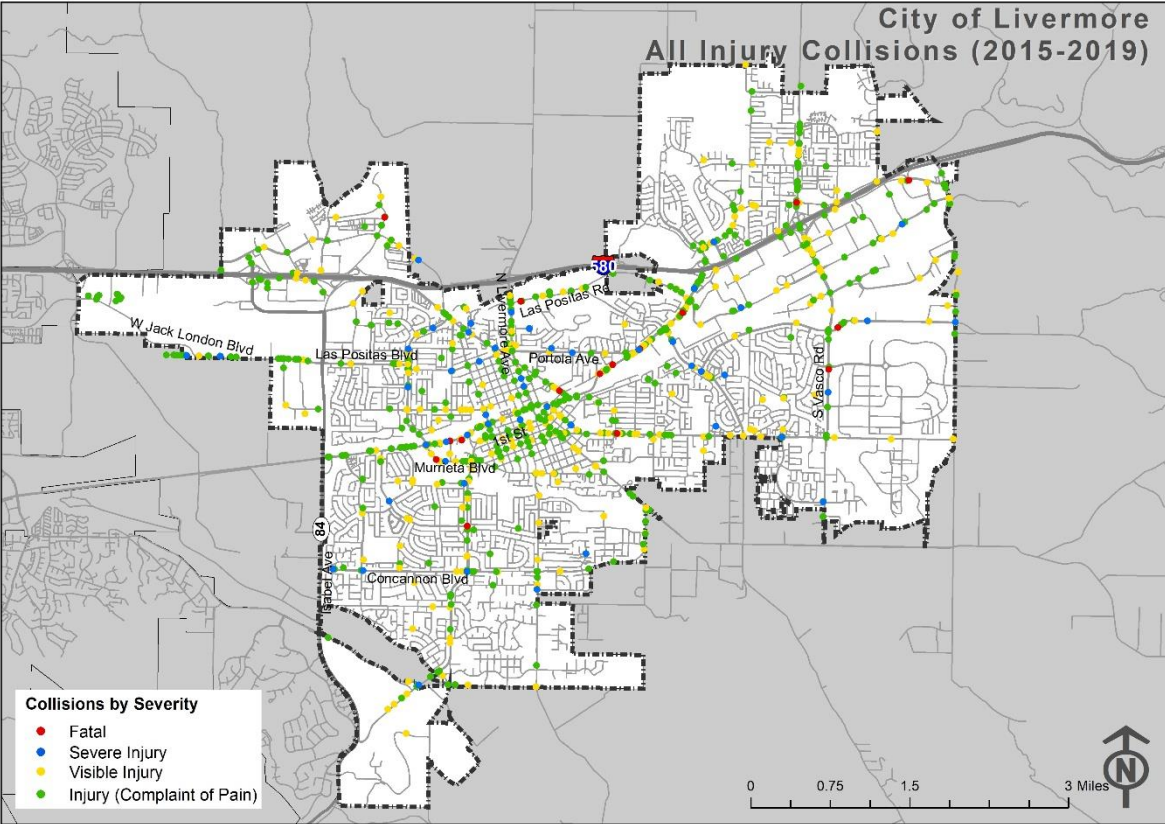 City of Livermore
All Injury Collisions (2015-2019)
580
N Livermore Ave
Las Positas Rd
W Jack London Blvd
Las Positas Blvd
Portola Ave
S Vasco Rd
1st St
Murrieta Blvd
84
Isabel Ave
Concannon Blvd
Collisions by Severity
Fatal
Severe Injury
Visible Injury
Injury (Complaint of Pain)
0 0.75 1.5 3 Miles
N